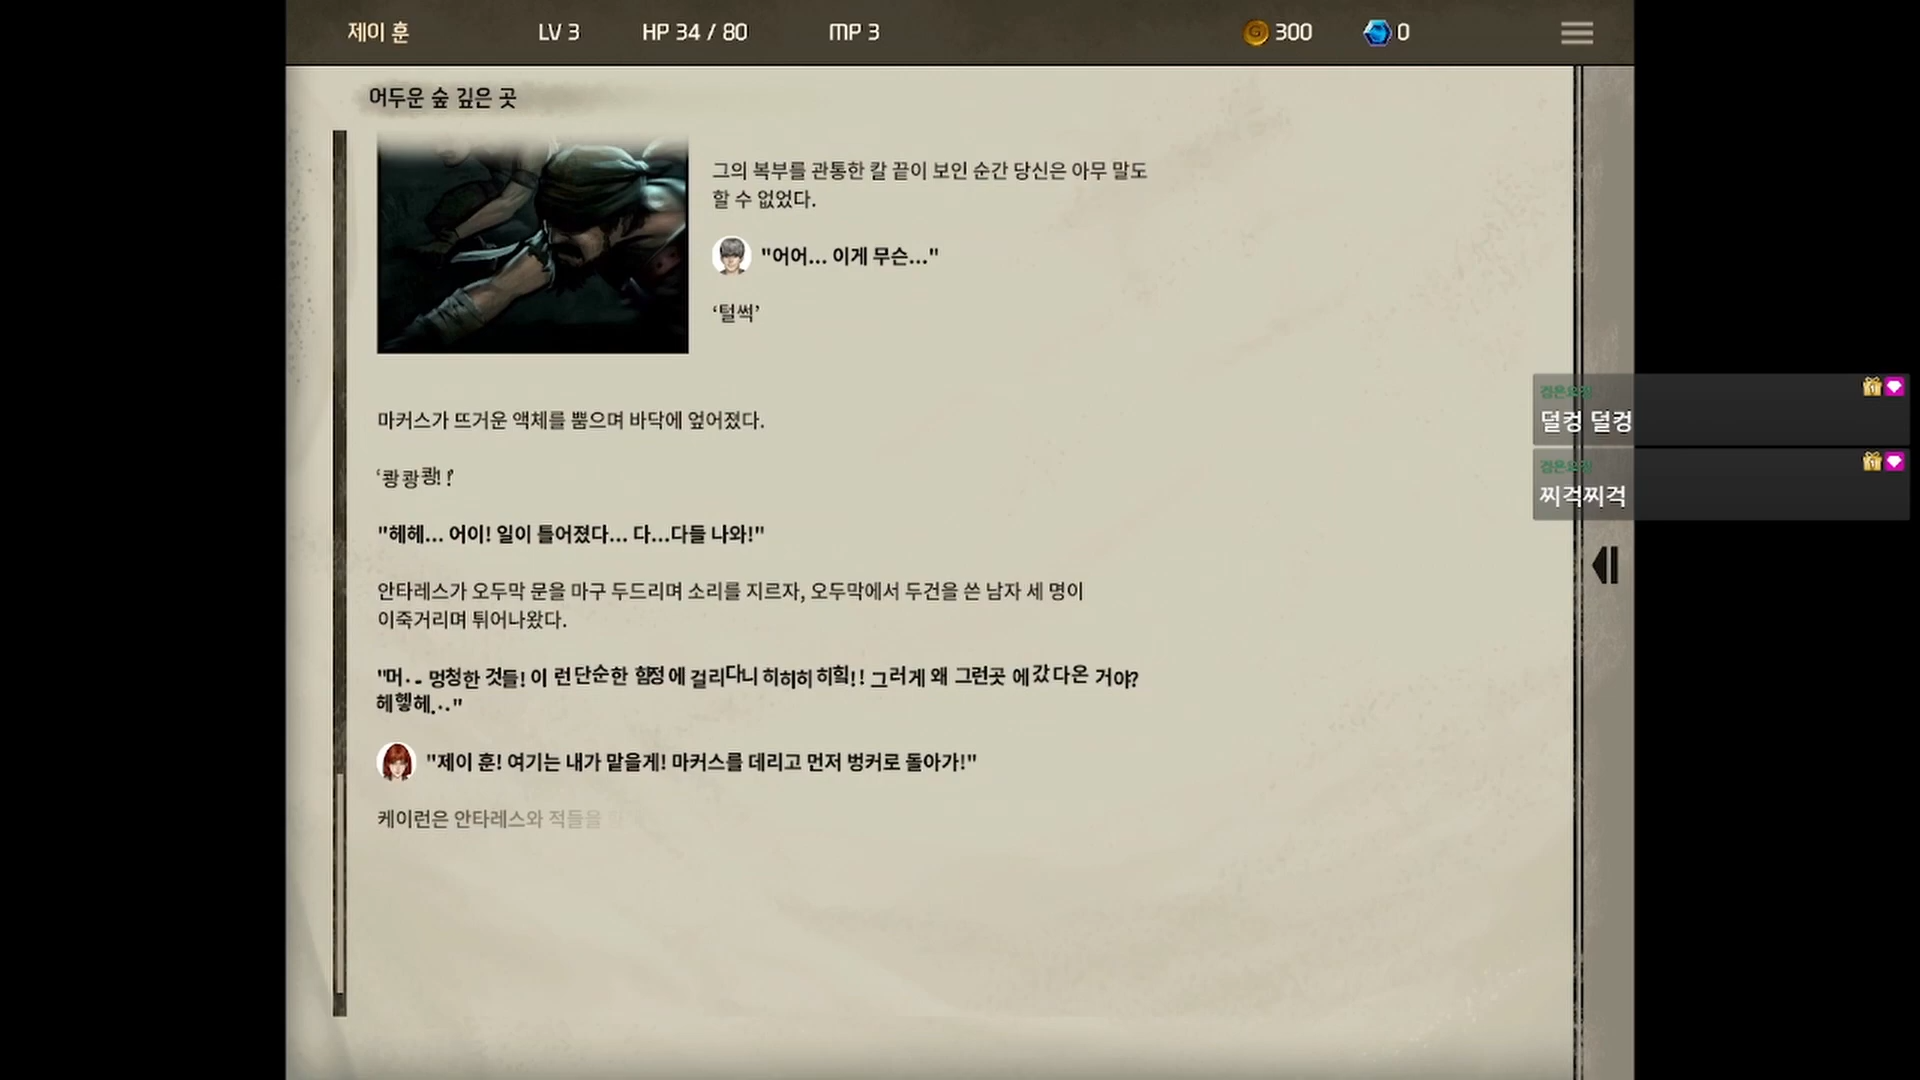 제이 훈 LV 3 HP 34 / 80 MP 3 300 0
어두운 숲 깊은 곳
그의 복부를 관통한 칼 끝이 보인 순간 당신은 아무 말도
할 수 없었다.
"어어... 이게 무슨..."
‘털썩’
마커스가 뜨거운 액체를 뿜으며 바닥에 엎어졌다.
‘쾅쾅쾅! !’
"헤헤... 어이! 일이 틀어졌다... 다...다들 나와!"
안타레스가 오두막 문을 마구 두드리며 소리를 지르자, 오두막에서 두건을 쓴 남자 세 명이
이죽거리며 튀어나왔다.
"머. . 멍청한 것들! 이 런 단순한 함정 에 걸리다니 히히히 히힉! ! 그러게 왜 그런곳 에 갔 다온 거야?
헤헿헤. . ."
"제이 훈! 여기는 내가 맡을게! 마커스를 데리고 먼저 벙커로 돌아가!"
케이런은 안타레스와 적들을
검은요정
덜컹 덜컹
검은요정
찌걱찌걱